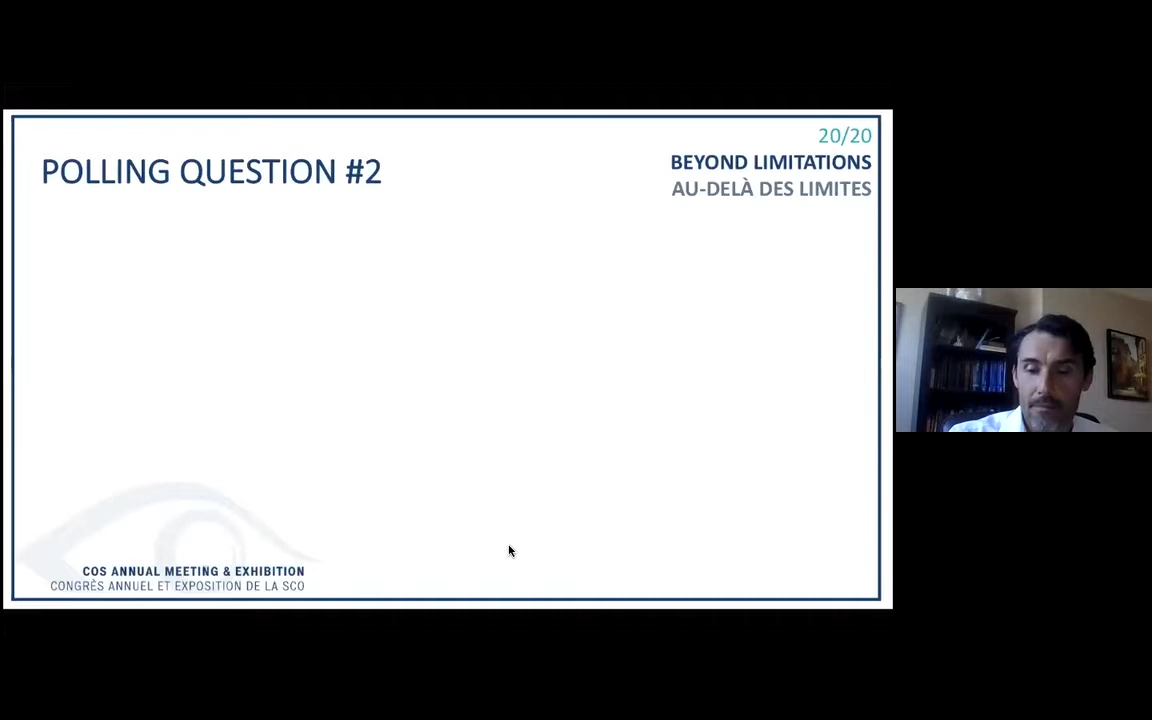 20/20
POLLING QUESTION #2
BEYOND LIMITATIONS
AU-DELÀ DES LIMITES
COS ANNUAL MEETING & EXHIBITION
CONGRÈS ANNUEL ET EXPOSITION DE LA SCO